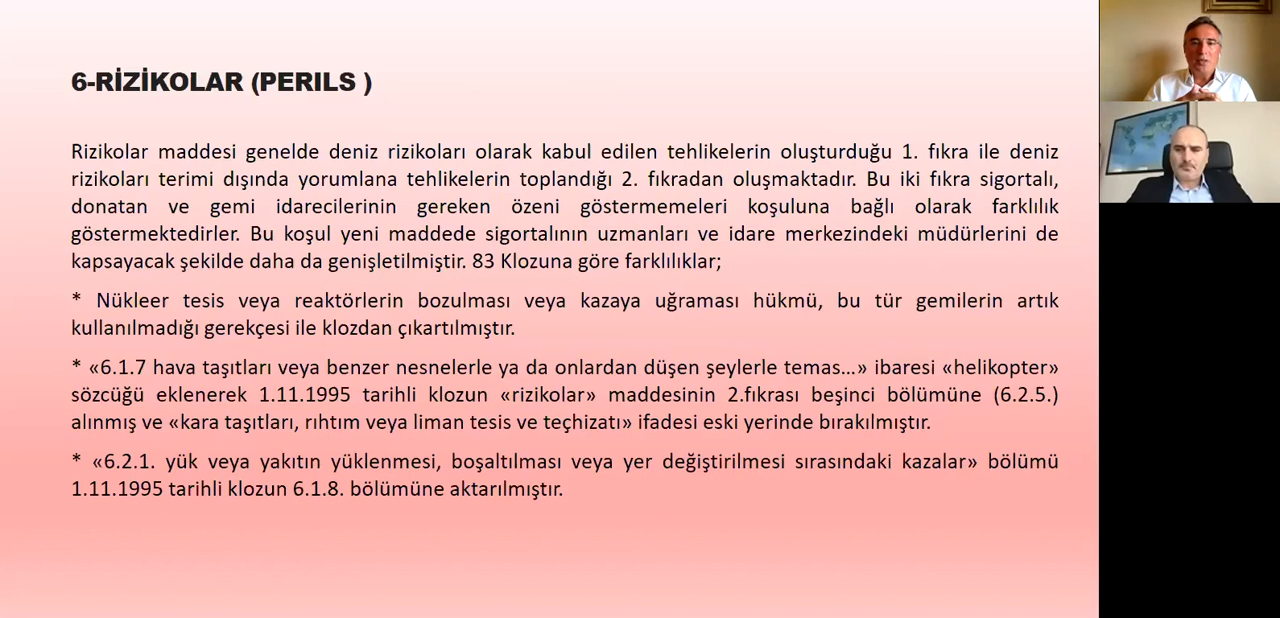 6-RİZİKOLAR (PERILS )
Rizikolar maddesi genelde deniz rizikoları olarak kabul edilen tehlikelerin oluşturduğu 1. fıkra ile deniz
rizikoları terimi dışında yorumlana tehlikelerin toplandığı 2. fıkradan oluşmaktadır. Bu iki fıkra sigortalı,
donatan ve gemi idarecilerinin gereken özeni göstermemeleri koşuluna bağlı olarak farklılık
göstermektedirler. Bu koşul yeni maddede sigortalının uzmanları ve idare merkezindeki müdürlerini de
kapsayacak şekilde daha da genişletilmiştir. 83 Klozuna göre farklılıklar;
* Nükleer tesis veya reaktörlerin bozulması veya kazaya uğraması hükmü, bu tür gemilerin artık
kullanılmadığı gerekçesi ile klozdan çıkartılmıştır.
* «6.1.7 hava taşıtları veya benzer nesnelerle ya da onlardan düşen şeylerle temas...» ibaresi «helikopter»
sözcüğü eklenerek 1.11.1995 tarihli klozun «rizikolar» maddesinin 2.fıkrası beşinci bölümüne (6.2.5.)
alınmış ve «kara taşıtları, rıhtım veya liman tesis ve teçhizatı» ifadesi eski yerinde bırakılmıştır.
* «6.2.1. yük veya yakıtın yüklenmesi, boşaltılması veya yer değiştirilmesi sırasındaki kazalar» bölümü
1.11.1995 tarihli klozun 6.1.8. bölümüne aktarılmıştır.